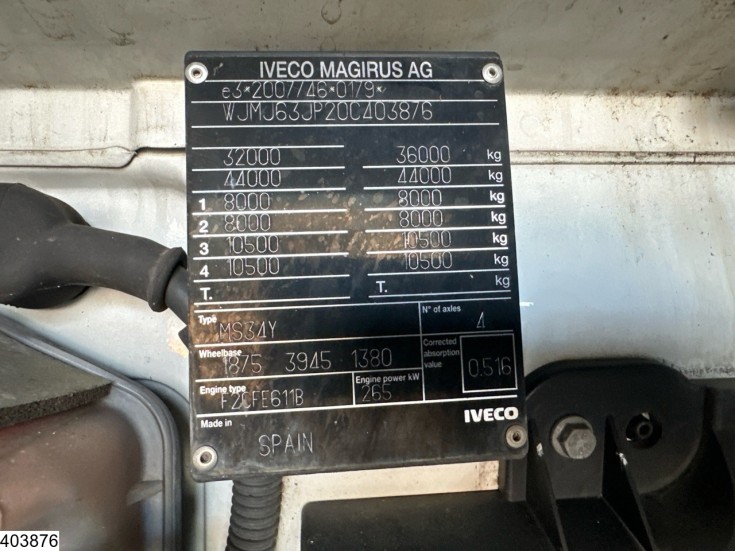 IVECO MAGIRUS AG
e3*2007/46*0179*
WJMJ63JP20C403876
32000 36000 kg
44000 44000 kg
1 8000 8000 kg
2 8000 8000 kg
3 10500 10500 kg
4 10500 10500 kg
T. T. kg
Type MS34Y N° of axles 4
Wheelbase 1875 3945 1380 Corrected absorption value 0.516
Engine type F2CFE611B Engine power kW 265
Made in SPAIN IVECO
403876